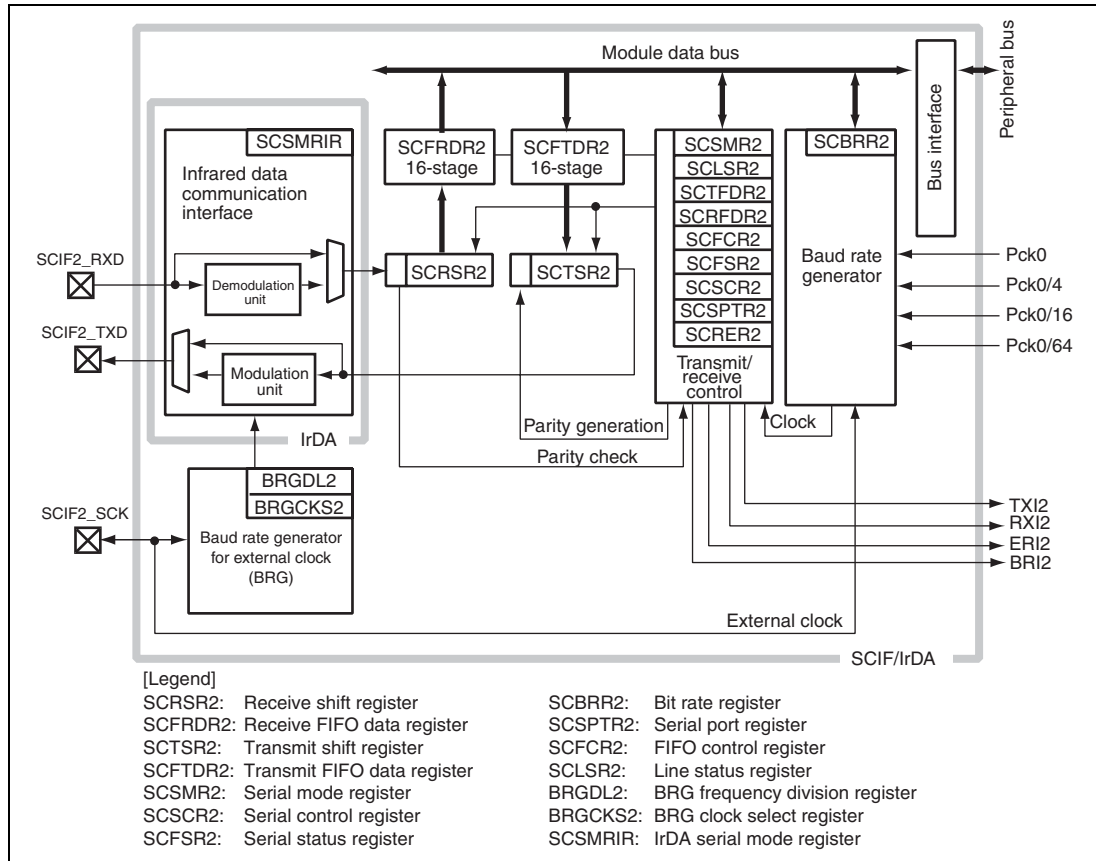 Module data bus
Bus interface
Peripheral bus
SCSMRIR
Infrared data
communication
interface
SCFRDR2
16-stage
SCFTDR2
16-stage
SCSMR2
SCLSR2
SCTFDR2
SCRFDR2
SCFCR2
SCFSR2
SCSCR2
SCSPTR2
SCRER2
Transmit/
receive
control
SCBRR2
Baud rate
generator
SCIF2_RXD
Demodulation
unit
SCRSR2
SCTSR2
Pck0
Pck0/4
Pck0/16
Pck0/64
SCIF2_TXD
Modulation
unit
IrDA
Parity generation
Parity check
Clock
BRGDL2
BRGCKS2
SCIF2_SCK
Baud rate generator
for external clock
(BRG)
TXI2
RXI2
ERI2
BRI2
External clock
SCIF/IrDA
[Legend]
SCRSR2: Receive shift register
SCFRDR2: Receive FIFO data register
SCTSR2: Transmit shift register
SCFTDR2: Transmit FIFO data register
SCSMR2: Serial mode register
SCSCR2: Serial control register
SCFSR2: Serial status register
SCBRR2: Bit rate register
SCSPTR2: Serial port register
SCFCR2: FIFO control register
SCLSR2: Line status register
BRGDL2: BRG frequency division register
BRGCKS2: BRG clock select register
SCSMRIR: IrDA serial mode register